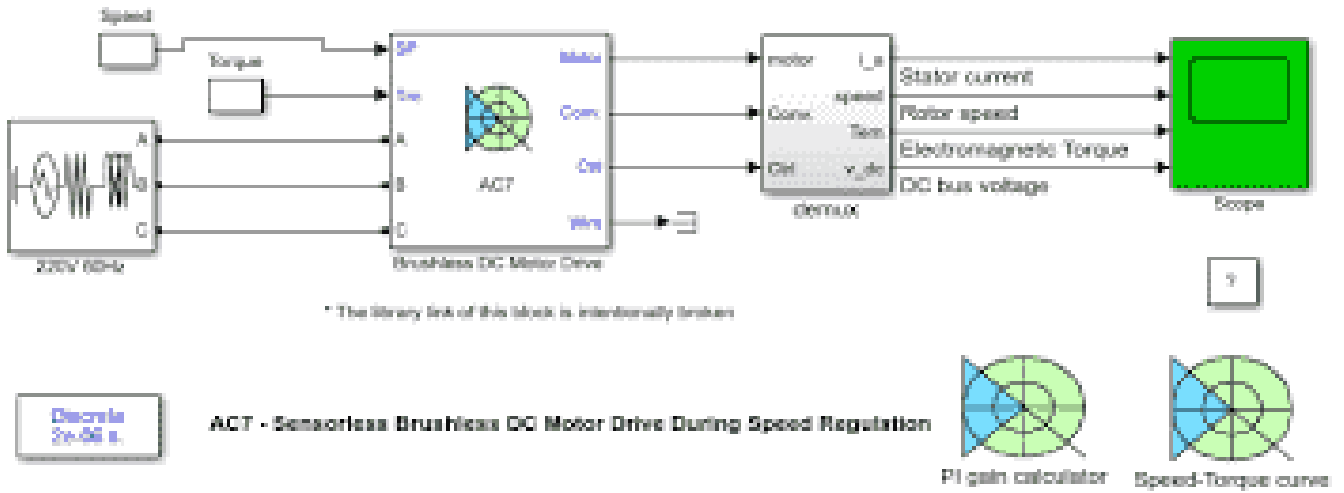 Speed
Torque
SP
Tm
A
B
C
Motor
Conv.
Ctrl
Wm
AC7
Brushless DC Motor Drive
A
B
C
220V 60Hz
motor
Conv.
Ctrl
i_a
speed
Tem
v_dc
demux
Stator current
Rotor speed
Electromagnetic Torque
DC bus voltage
Scope
?
* The library link of this block is intentionally broken
Discrete
2e-06 s.
AC7 - Sensorless Brushless DC Motor Drive During Speed Regulation
PI gain calculator
Speed-Torque curve